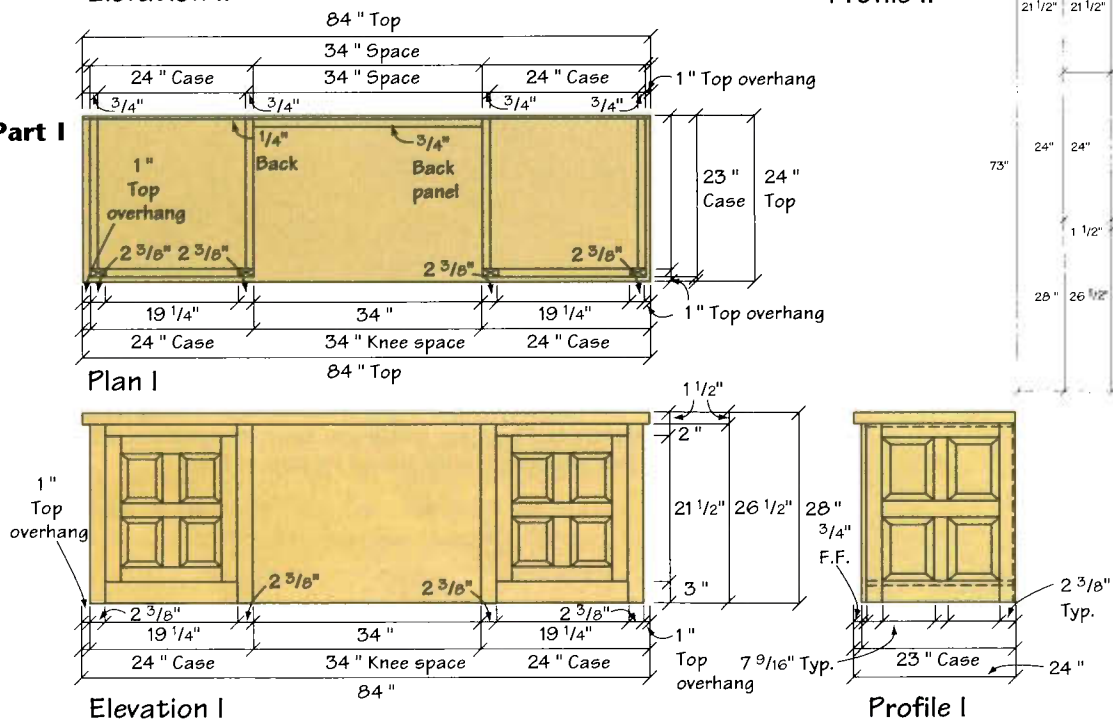 84" Top
34" Space
24" Case 34" Space 24" Case
1" Top overhang
3/4" 3/4" 3/4" 3/4"
Part I
1/4"
Back
3/4"
Back
panel
1"
Top
overhang
23"
Case
24"
Top
2 3/8" 2 3/8" 2 3/8" 2 3/8"
19 1/4" 34" 19 1/4"
1" Top overhang
24" Case 34" Knee space 24" Case
84" Top
Plan I
21 1/2" 21 1/2"
73"
24" 24"
1 1/2"
28" 26 1/2"
1 1/2"
2"
21 1/2" 26 1/2" 28"
3"
1"
Top
overhang
2 3/8" 2 3/8"
2 3/8" 2 3/8"
19 1/4" 34" 19 1/4"
1"
Top
overhang
24" Case 34" Knee space 24" Case
84"
Elevation I
3/4"
F.F.
2 3/8"
Typ.
7 9/16" Typ.
23" Case
24"
Profile I